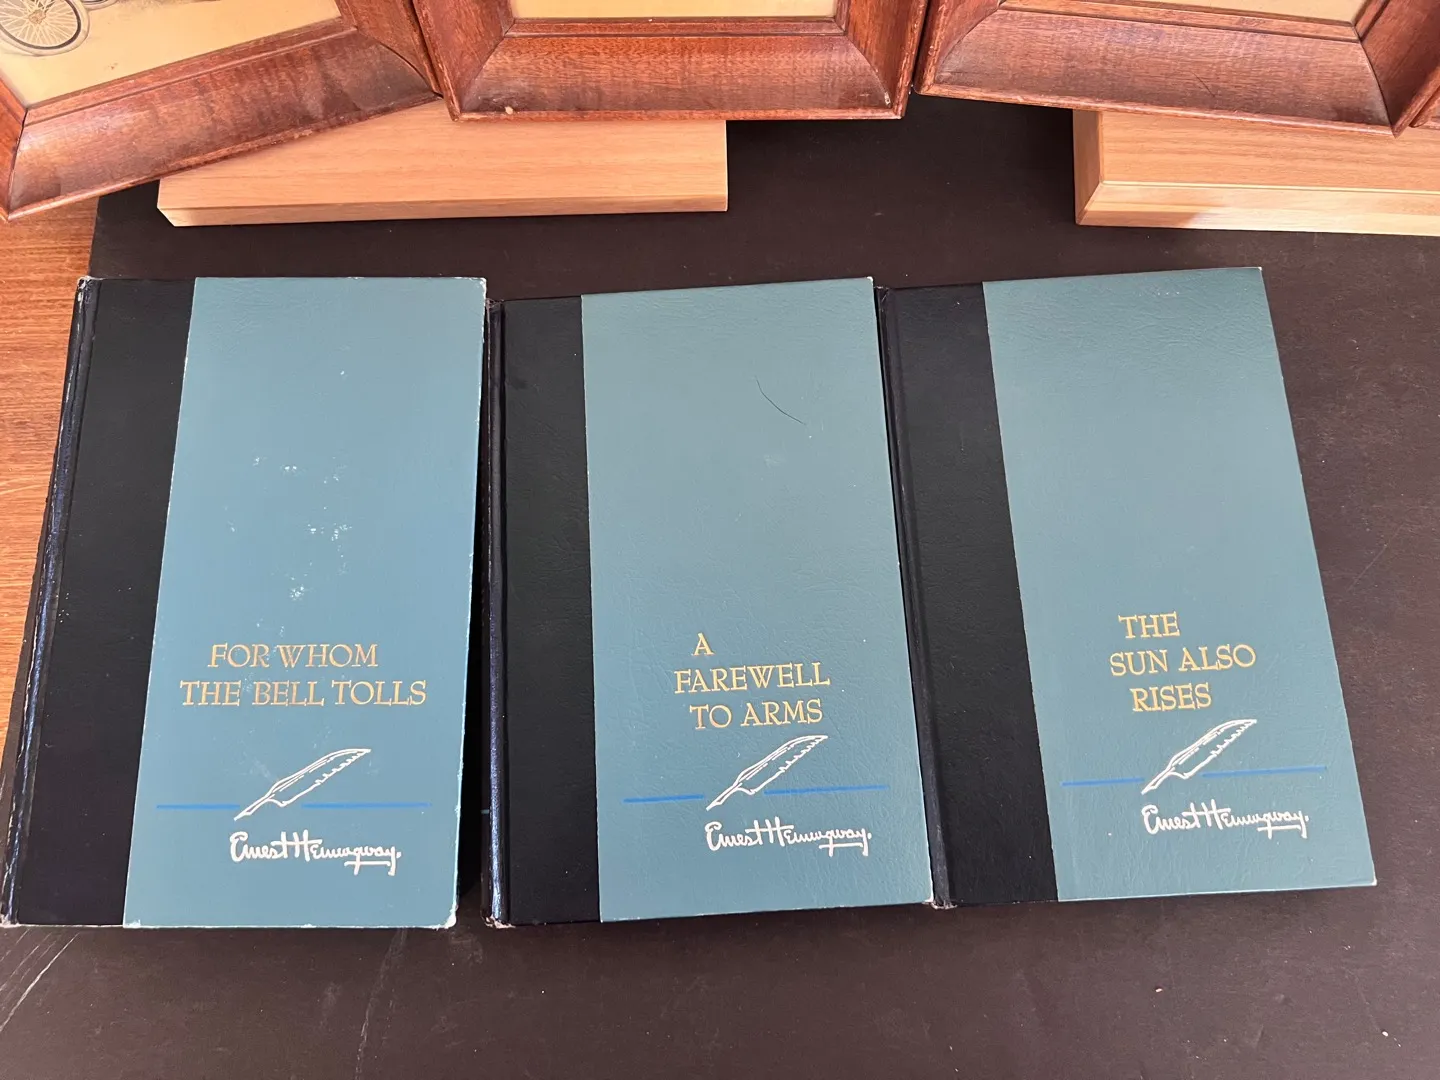 FOR WHOM
THE BELL TOLLS
Ernest Hemingway.
A
FAREWELL
TO ARMS
Ernest Hemingway.
THE
SUN ALSO
RISES
Ernest Hemingway.